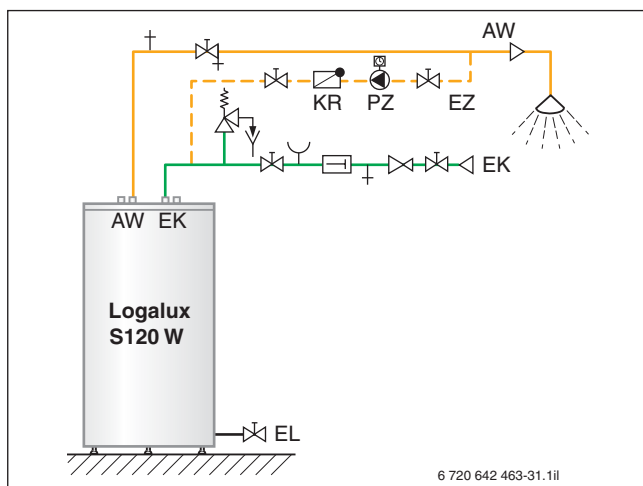 AW
KR PZ EZ
EK
AW EK
Logalux
S120 W
EL
6 720 642 463-31.1il